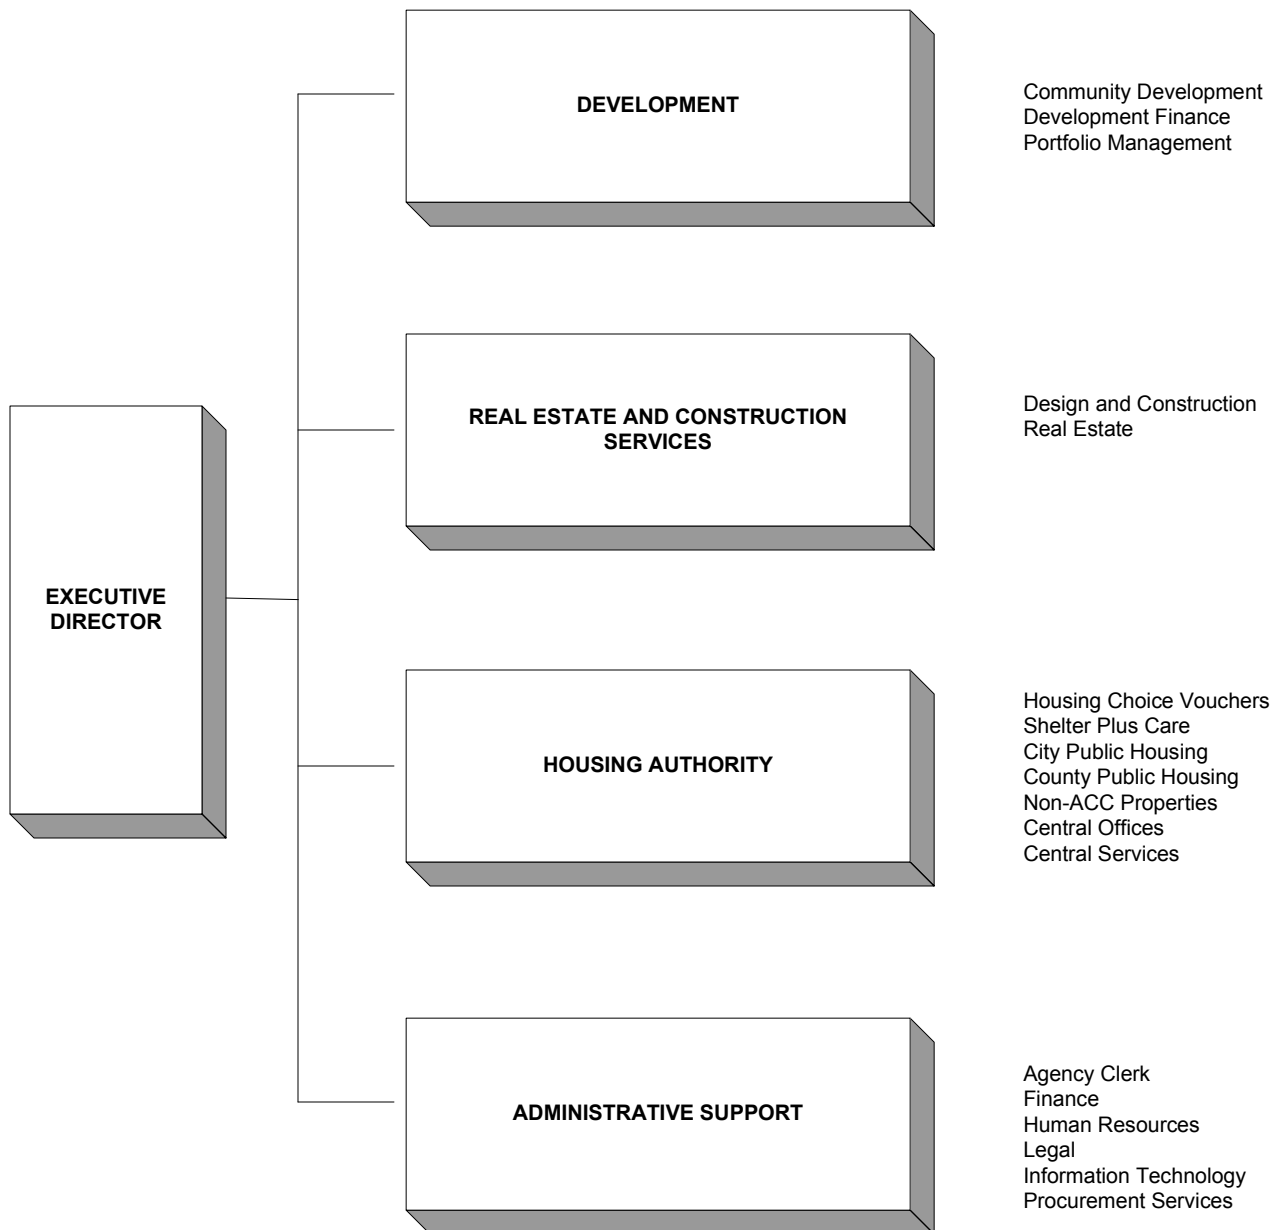 DEVELOPMENT
Community Development
Development Finance
Portfolio Management
REAL ESTATE AND CONSTRUCTION
SERVICES
Design and Construction
Real Estate
EXECUTIVE
DIRECTOR
HOUSING AUTHORITY
Housing Choice Vouchers
Shelter Plus Care
City Public Housing
County Public Housing
Non-ACC Properties
Central Offices
Central Services
ADMINISTRATIVE SUPPORT
Agency Clerk
Finance
Human Resources
Legal
Information Technology
Procurement Services